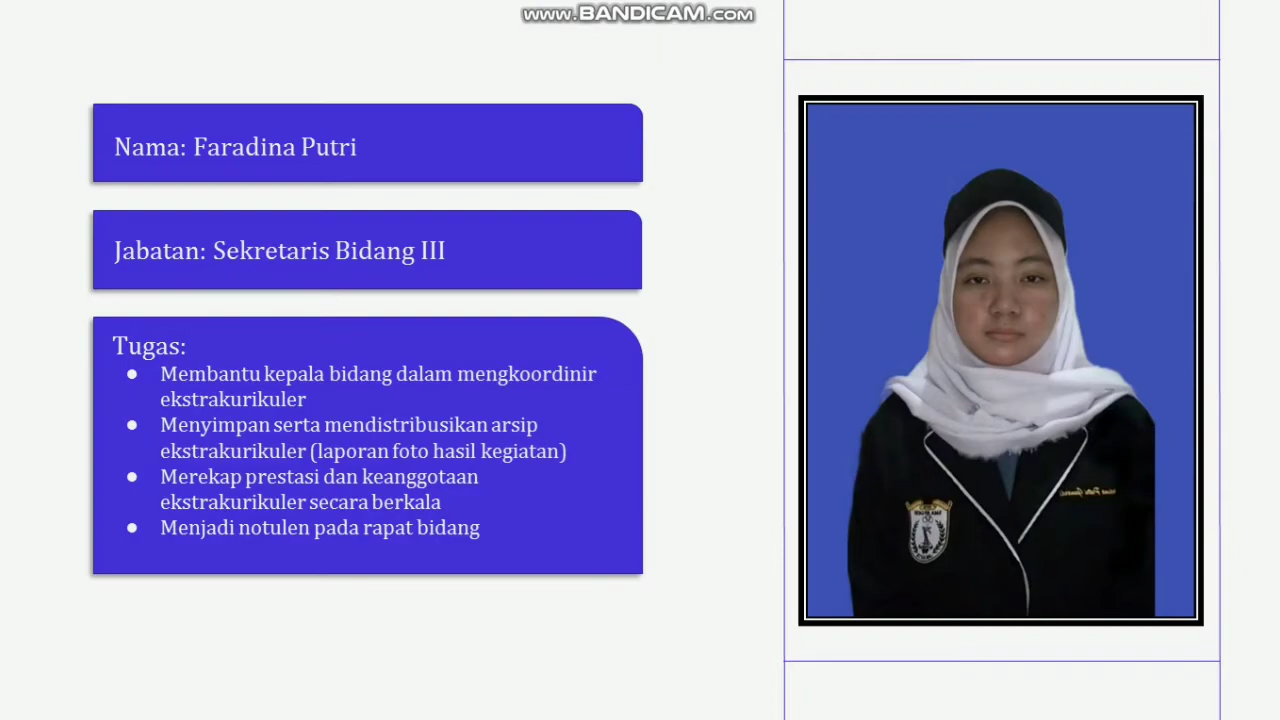 www.BANDICAM.com
Nama: Faradina Putri
Jabatan: Sekretaris Bidang III
Tugas:
● Membantu kepala bidang dalam mengkoordinir
ekstrakurikuler
● Menyimpan serta mendistribusikan arsip
ekstrakurikuler (laporan foto hasil kegiatan)
● Merekap prestasi dan keanggotaan
ekstrakurikuler secara berkala
● Menjadi notulen pada rapat bidang